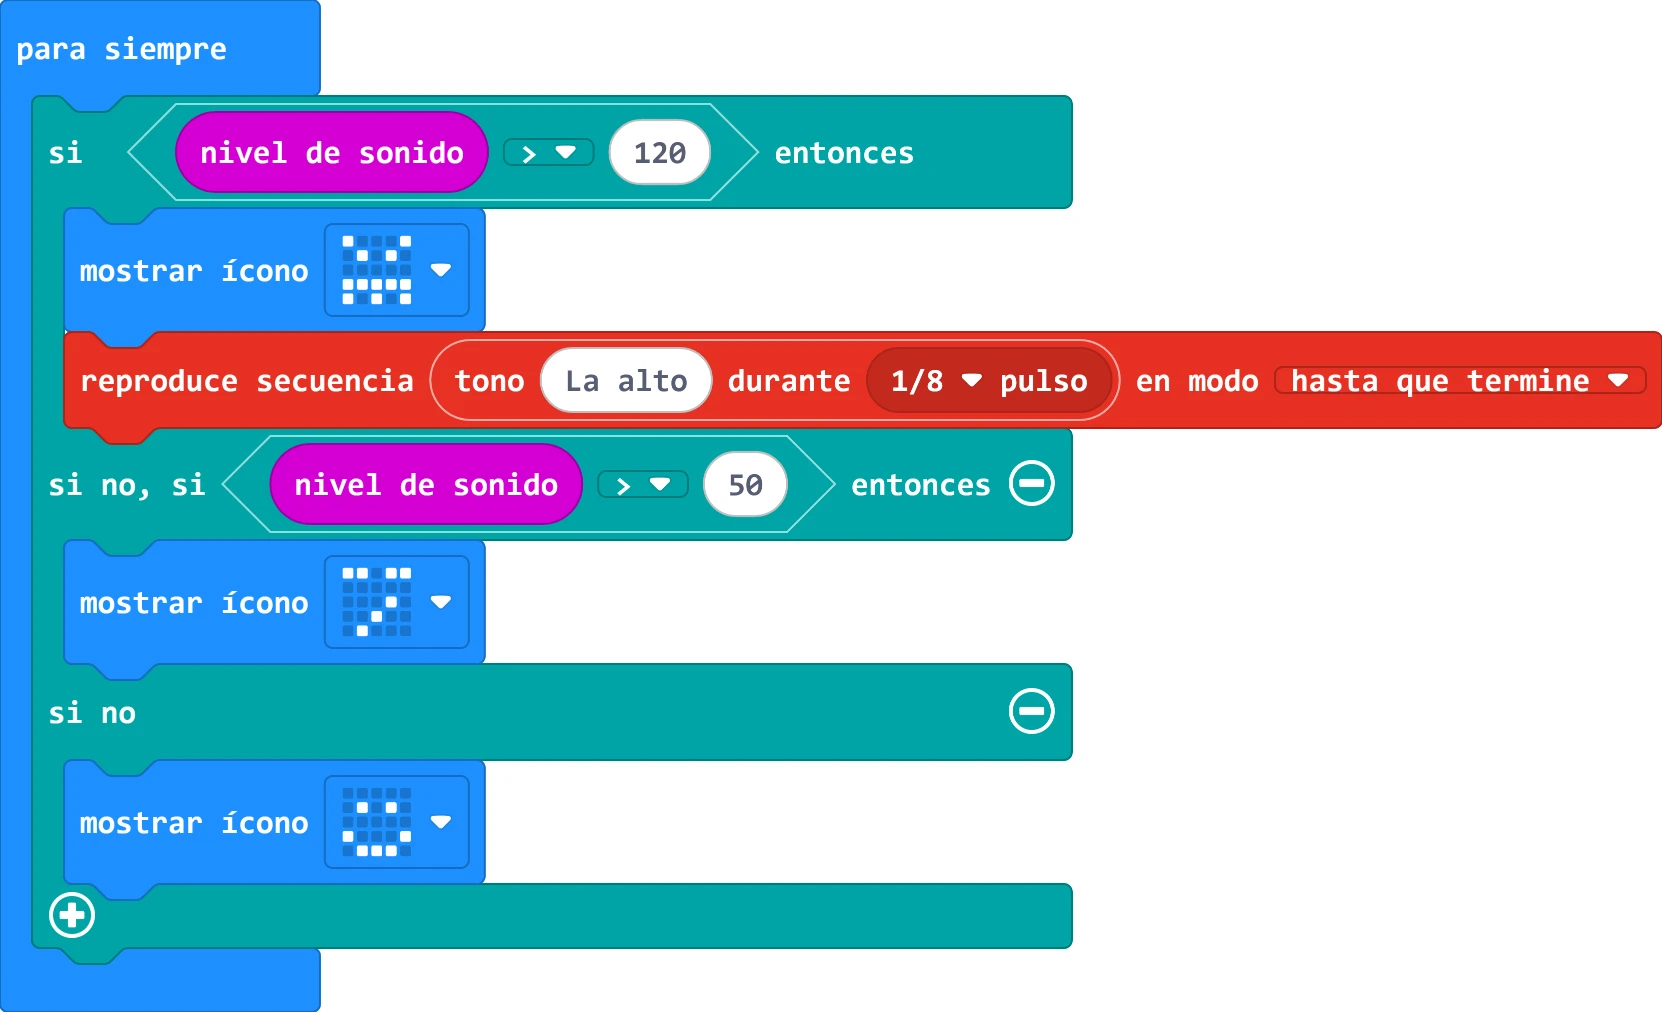 para siempre
si nivel de sonido > 120 entonces
mostrar ícono
reproduce secuencia tono La alto durante 1/8 pulso en modo hasta que termine
si no, si nivel de sonido > 50 entonces
mostrar ícono
si no
mostrar ícono